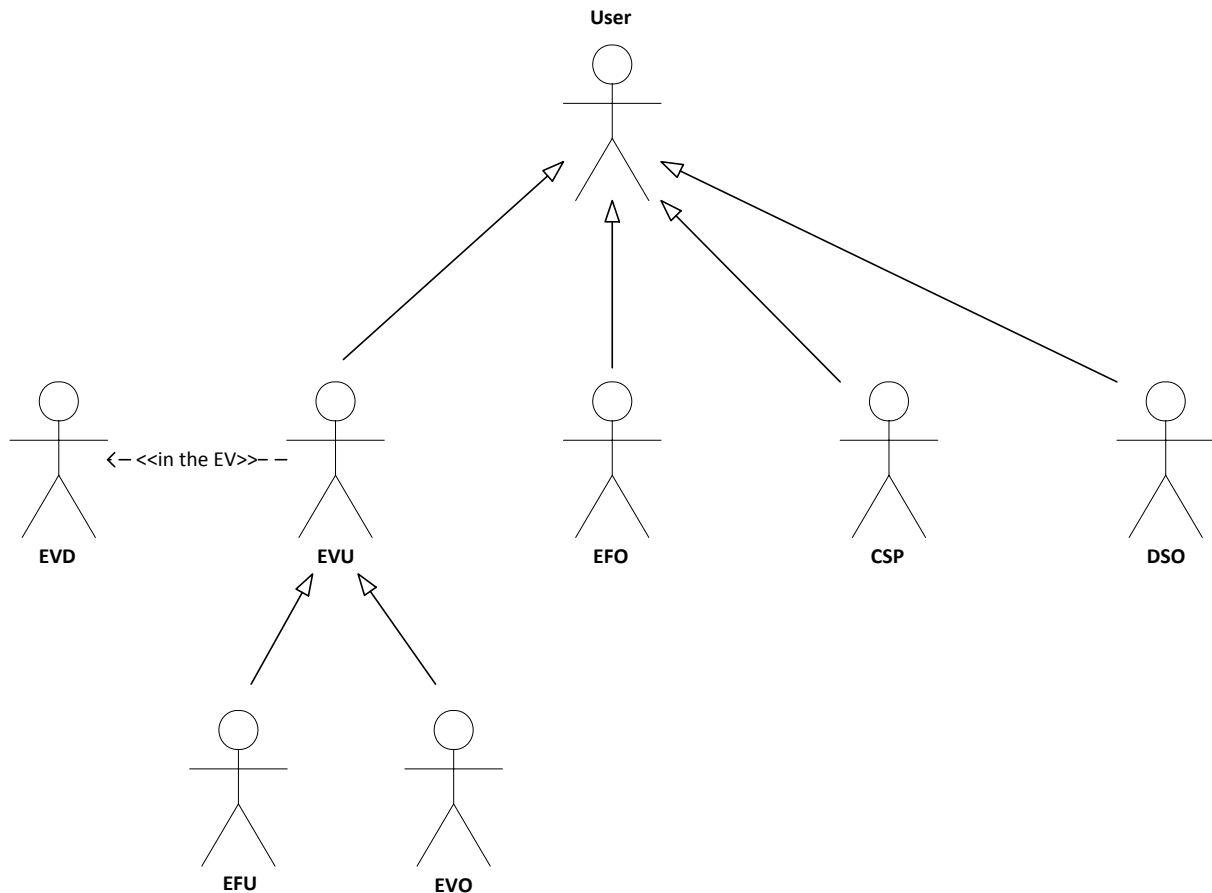 User
<<in the EV>>
EVD
EVU
EFO
CSP
DSO
EFU
EVO